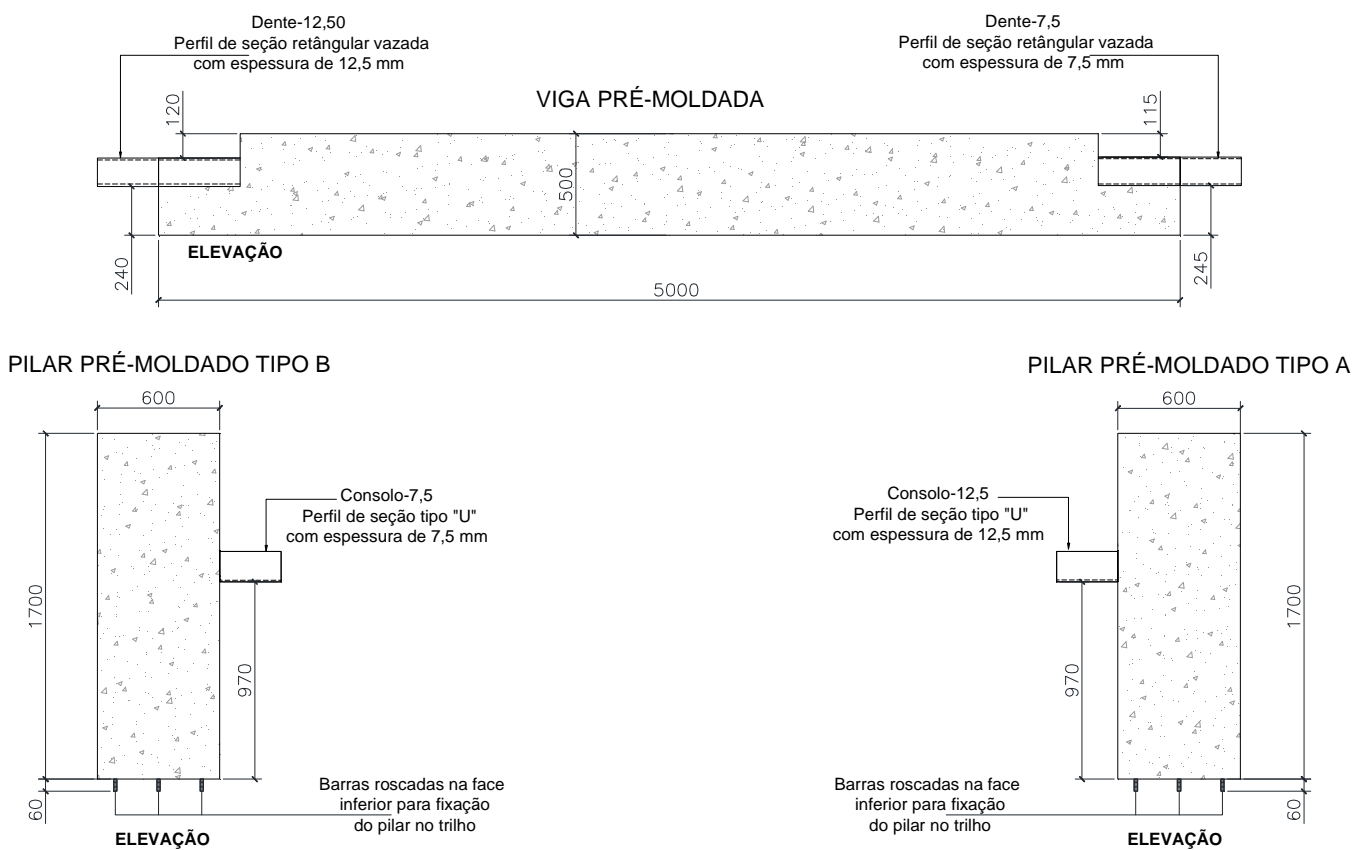 Dente-12,50
Perfil de seção retângular vazada
com espessura de 12,5 mm
Dente-7,5
Perfil de seção retângular vazada
com espessura de 7,5 mm
VIGA PRÉ-MOLDADA
120
115
500
240
245
ELEVAÇÃO
5000
PILAR PRÉ-MOLDADO TIPO B
PILAR PRÉ-MOLDADO TIPO A
600
600
Consolo-7,5
Perfil de seção tipo "U"
com espessura de 7,5 mm
Consolo-12,5
Perfil de seção tipo "U"
com espessura de 12,5 mm
1700
970
970
1700
60
Barras roscadas na face
inferior para fixação
do pilar no trilho
Barras roscadas na face
inferior para fixação
do pilar no trilho
60
ELEVAÇÃO
ELEVAÇÃO